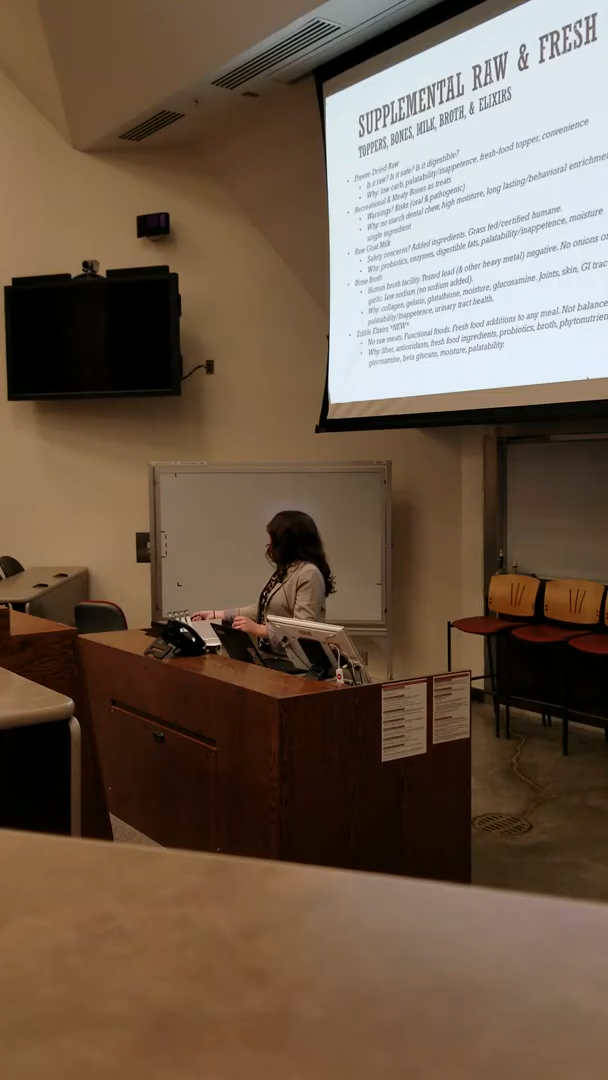 SUPPLEMENTAL RAW & FRESH
TOPPERS, BONES, MILK, BROTH, & ELIXIRS
Freeze Dried Raw
• Is it raw? Is it safe? Is it digestible?
• Why: low carb, palatability/inappetence, fresh-food topper, convenience
• Recreational & Meaty Bones as treats
• Warnings? Risks (oral & pathogenic)
• Why: no starch dental chew, high moisture, long lasting/behavioral enrichmen
single ingredient
• Raw Goat Milk
• Safety concerns? Added ingredients. Grass fed/certified humane.
• Why: probiotics, enzymes, digestible fats, palatability/inappetence, moisture
• Bone Broth
• Human broth facility. Tested lead (& other heavy metal) negative. No onions o
garlic. Low sodium (no sodium added).
• Why: collagen, gelatin, glutathione, moisture, glucosamine. Joints, skin, GI trac
palatability/inappetence, urinary tract health.
• Edible Elixirs *NEW*
• No raw meats. Functional foods. Fresh food additions to any meal. Not balance
• Why: fiber, antioxidants, fresh food ingredients, probiotics, broth, phytonutrien
glucosamine, beta glucans, moisture, palatability.